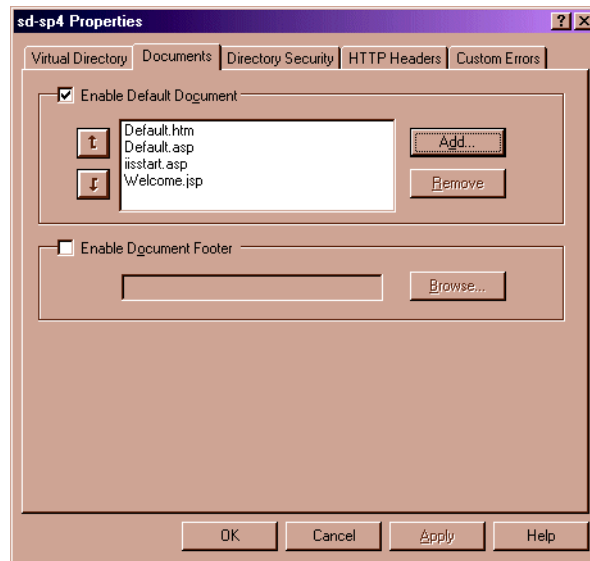 sd-sp4 Properties
Virtual Directory Documents Directory Security HTTP Headers Custom Errors
Enable Default Document
Default.htm
Default.asp
iisstart.asp
Welcome.jsp
Add...
Remove
Enable Document Footer
Browse...
OK Cancel Apply Help